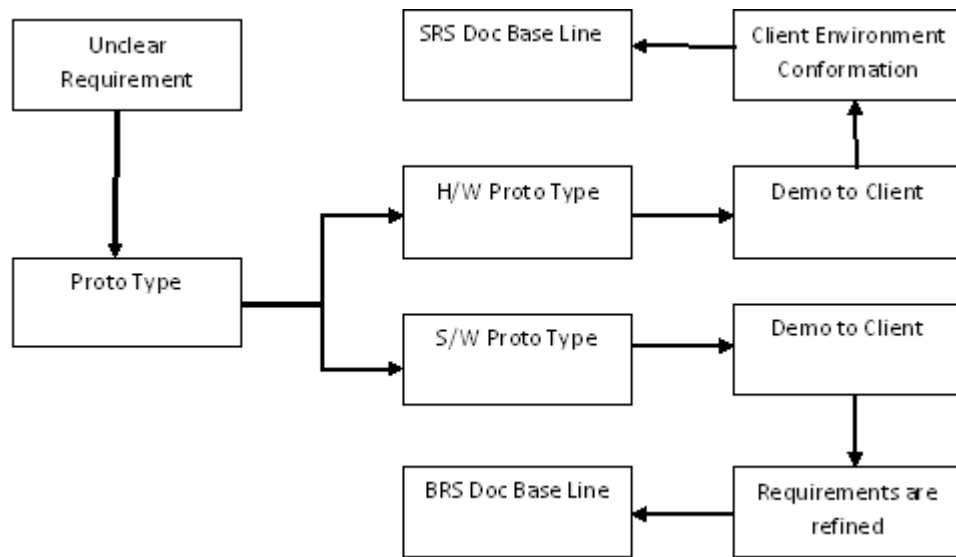 Unclear
Requirement
SRS Doc Base Line
Client Environment
Conformation
H/W Proto Type
Demo to Client
Proto Type
S/W Proto Type
Demo to Client
BRS Doc Base Line
Requirements are
refined